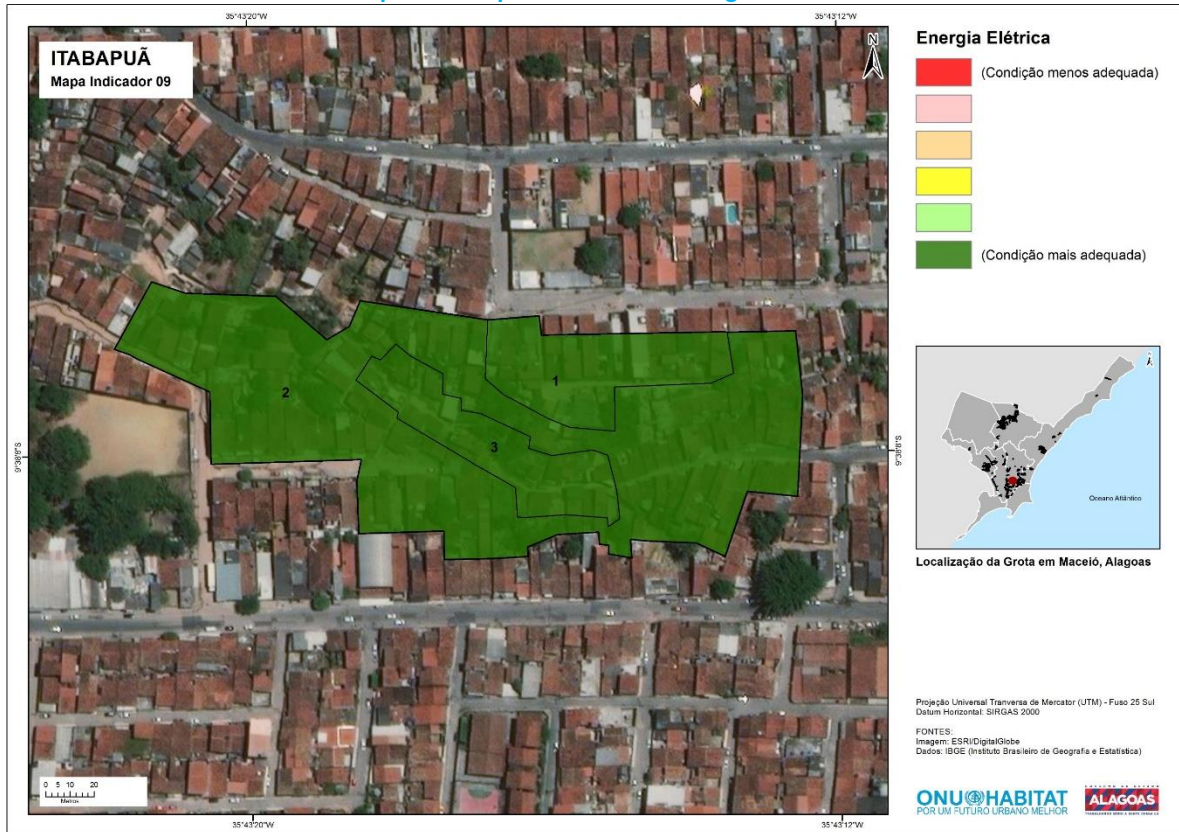 35°43'20"W
35°43'12"W
ITABAPUÃ
Mapa Indicador 09
N
1
2
3
9°38'8"S
9°38'8"S
0 5 10 20
Metros
35°43'20"W
35°43'12"W
Energia Elétrica
(Condição menos adequada)
(Condição mais adequada)
Oceano Atlântico
Localização da Grota em Maceió, Alagoas
Projeção Universal Tranversa de Mercator (UTM) - Fuso 25 Sul
Datum Horizontal: SIRGAS 2000
FONTES:
Imagem: ESRI/DigitalGlobe
Dados: IBGE (Instituto Brasileiro de Geografia e Estatística)
ONU HABITAT
POR UM FUTURO URBANO MELHOR
ALAGOAS